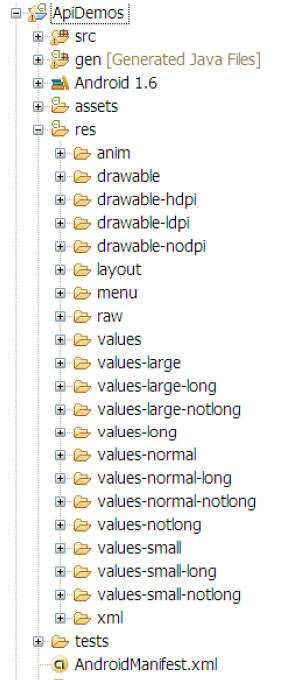 ApiDemos
src
gen [Generated Java Files]
Android 1.6
assets
res
anim
drawable
drawable-hdpi
drawable-ldpi
drawable-nodpi
layout
menu
raw
values
values-large
values-large-long
values-large-notlong
values-long
values-normal
values-normal-long
values-normal-notlong
values-notlong
values-small
values-small-long
values-small-notlong
xml
tests
AndroidManifest.xml